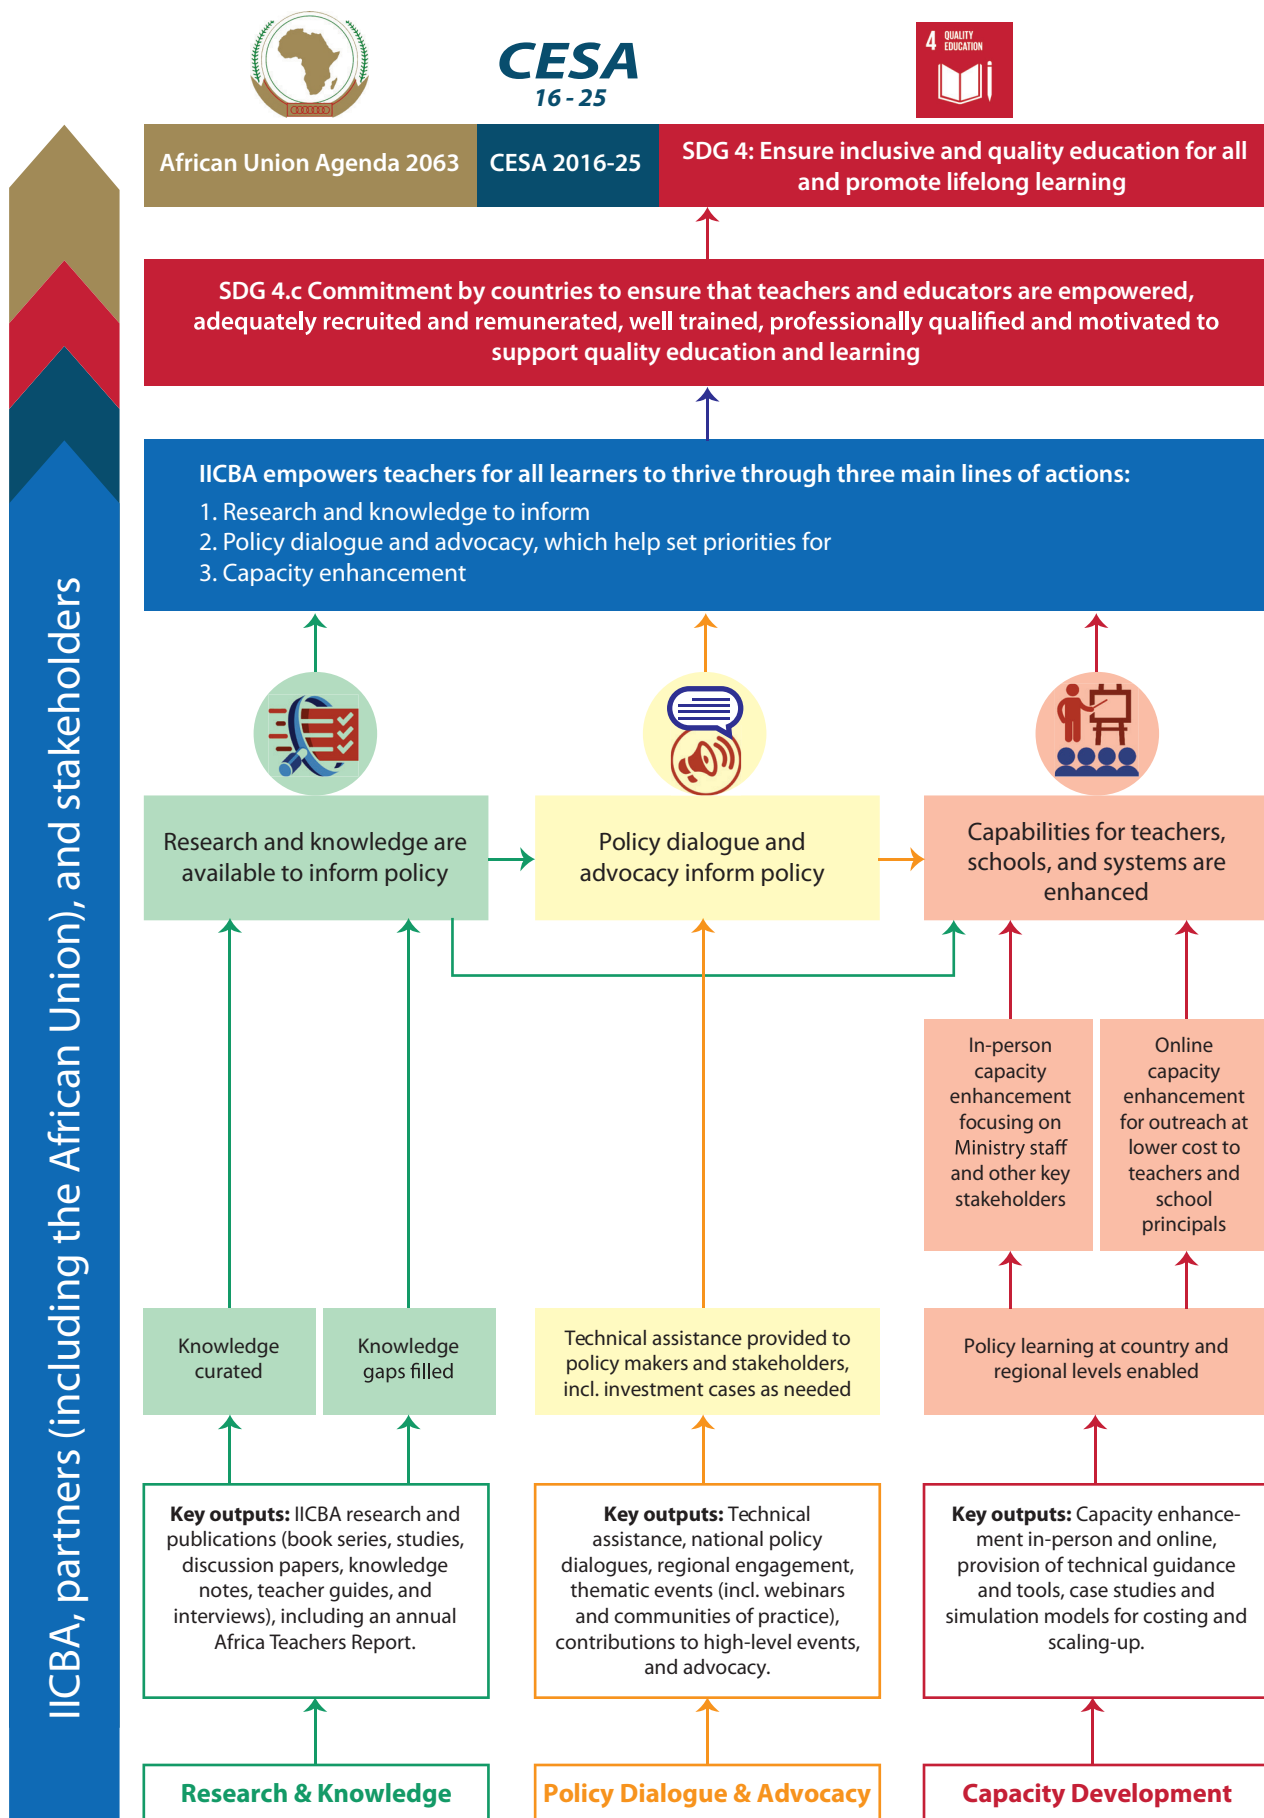 CESA
16 - 25
4 QUALITY
EDUCATION
African Union Agenda 2063
CESA 2016-25
SDG 4: Ensure inclusive and quality education for all
and promote lifelong learning
SDG 4.c Commitment by countries to ensure that teachers and educators are empowered,
adequately recruited and remunerated, well trained, professionally qualified and motivated to
support quality education and learning
IICBA empowers teachers for all learners to thrive through three main lines of actions:
1. Research and knowledge to inform
2. Policy dialogue and advocacy, which help set priorities for
3. Capacity enhancement
IICBA, partners (including the African Union), and stakeholders
Research and knowledge are
available to inform policy
Policy dialogue and
advocacy inform policy
Capabilities for teachers,
schools, and systems are
enhanced
In-person
capacity
enhancement
focusing on
Ministry staff
and other key
stakeholders
Online
capacity
enhancement
for outreach at
lower cost to
teachers and
school
principals
Knowledge
curated
Knowledge
gaps filled
Technical assistance provided to
policy makers and stakeholders,
incl. investment cases as needed
Policy learning at country and
regional levels enabled
Key outputs: IICBA research and
publications (book series, studies,
discussion papers, knowledge
notes, teacher guides, and
interviews), including an annual
Africa Teachers Report.
Key outputs: Technical
assistance, national policy
dialogues, regional engagement,
thematic events (incl. webinars
and communities of practice),
contributions to high-level events,
and advocacy.
Key outputs: Capacity enhance-
ment in-person and online,
provision of technical guidance
and tools, case studies and
simulation models for costing and
scaling-up.
Research & Knowledge
Policy Dialogue & Advocacy
Capacity Development